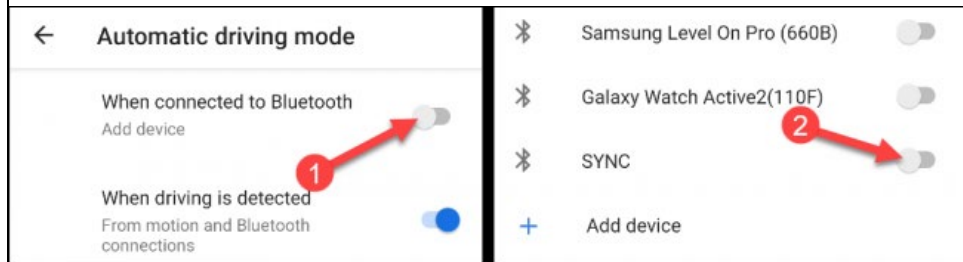 Automatic driving mode
When connected to Bluetooth
Add device
1
When driving is detected
From motion and Bluetooth
connections
Samsung Level On Pro (660B)
Galaxy Watch Active2(110F)
2
SYNC
Add device